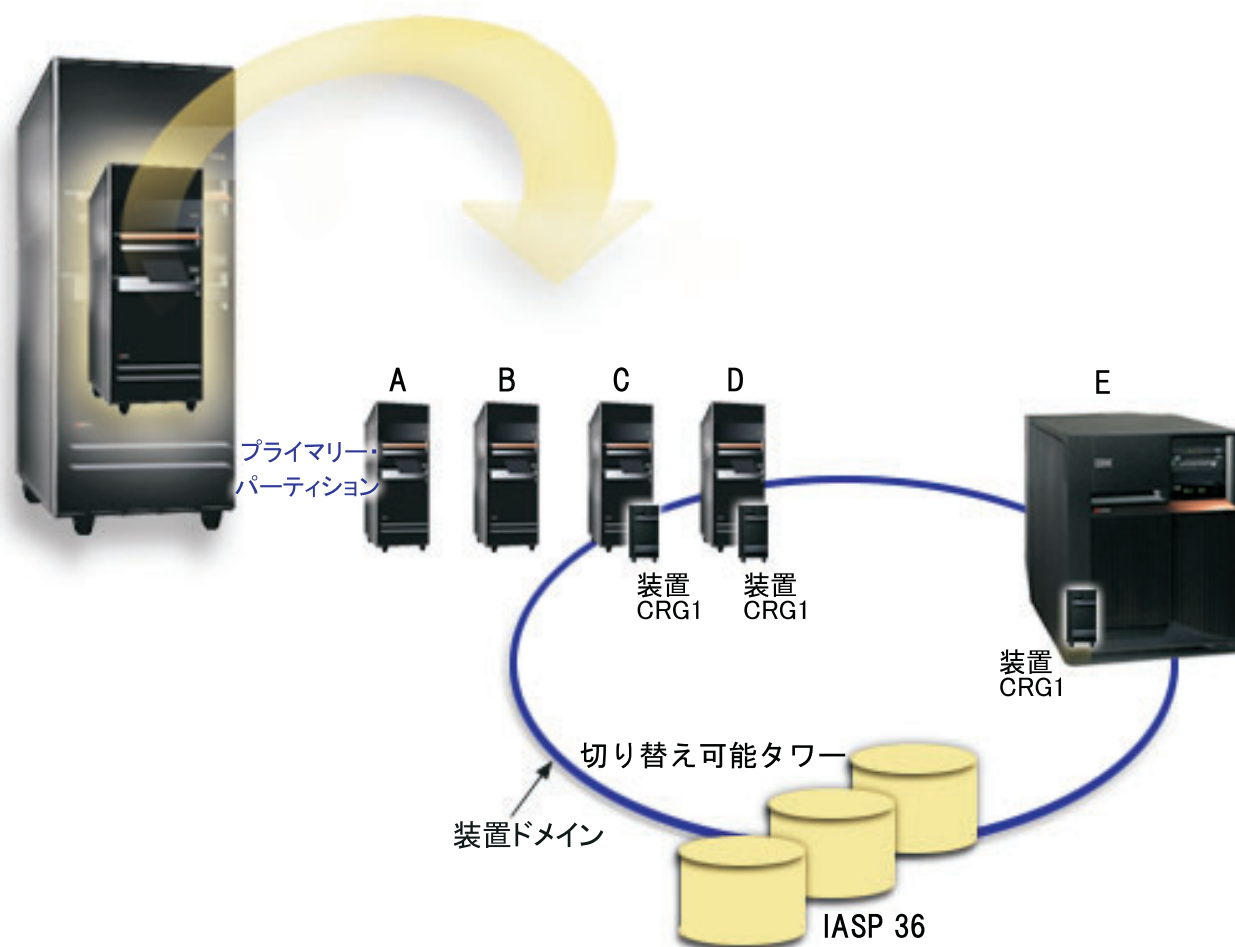 A
B
C
D
E
プライマリー・
パーティション
装置
CRG1
装置
CRG1
装置
CRG1
切り替え可能タワー
装置ドメイン
IASP 36
IBM